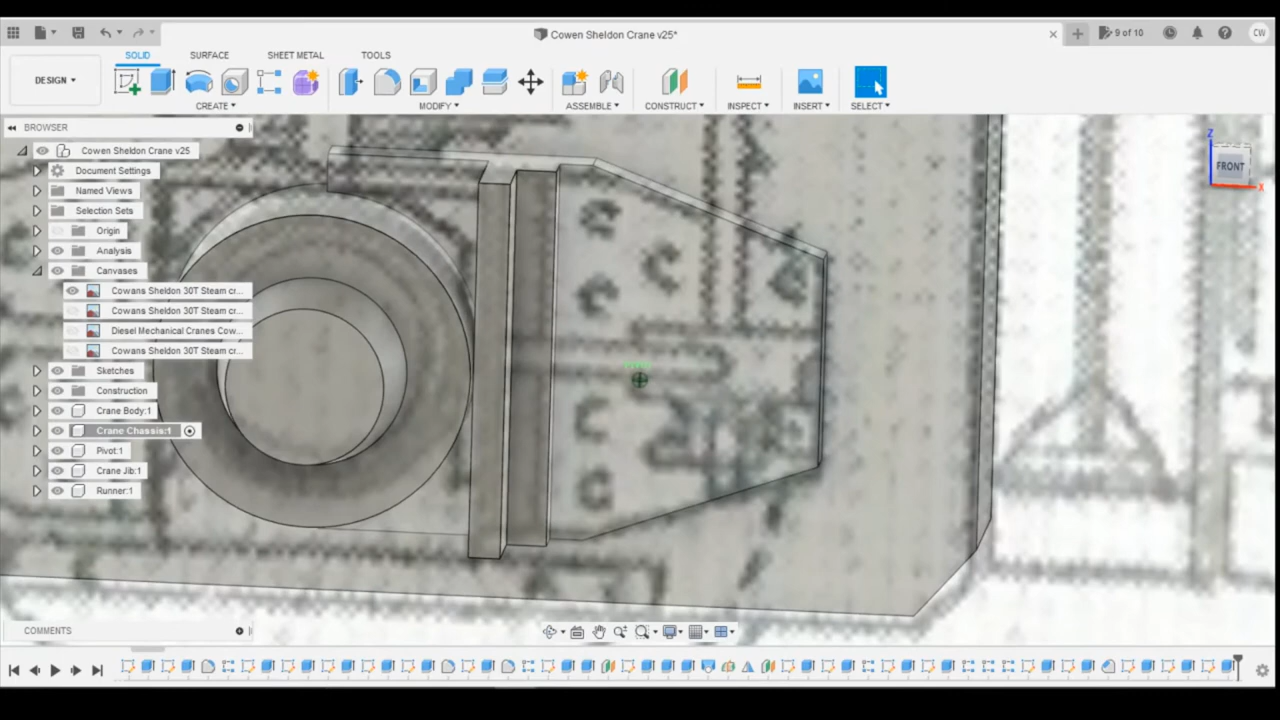 Cowen Sheldon Crane v25*
9 of 10
CW
SOLID
SURFACE
SHEET METAL
TOOLS
DESIGN
CREATE
MODIFY
ASSEMBLE
CONSTRUCT
INSPECT
INSERT
SELECT
BROWSER
Cowen Sheldon Crane v25
Document Settings
Named Views
Selection Sets
Origin
Analysis
Canvases
Cowans Sheldon 30T Steam cr...
Cowans Sheldon 30T Steam cr...
Diesel Mechanical Cranes Cow...
Cowans Sheldon 30T Steam cr...
Sketches
Construction
Crane Body:1
Crane Chassis:1
Pivot:1
Crane Jib:1
Runner:1
Z
FRONT
X
COMMENTS